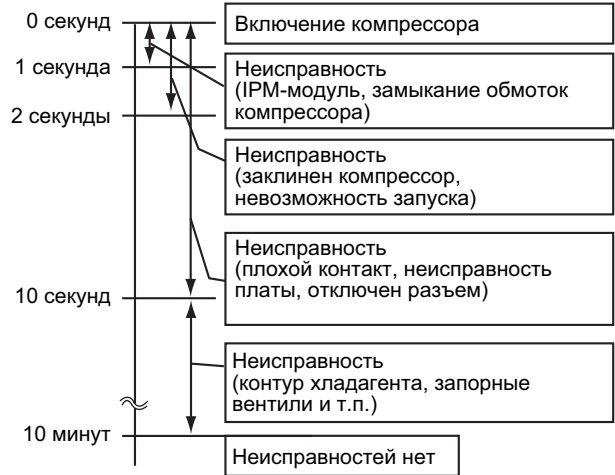 0 секунд
Включение компрессора
1 секунда
Неисправность
(IPM-модуль, замыкание обмоток
компрессора)
2 секунды
Неисправность
(заклинен компрессор,
невозможность запуска)
Неисправность
(плохой контакт, неисправность
платы, отключен разъем)
10 секунд
Неисправность
(контур хладагента, запорные
вентили и т.п.)
10 минут
Неисправностей нет